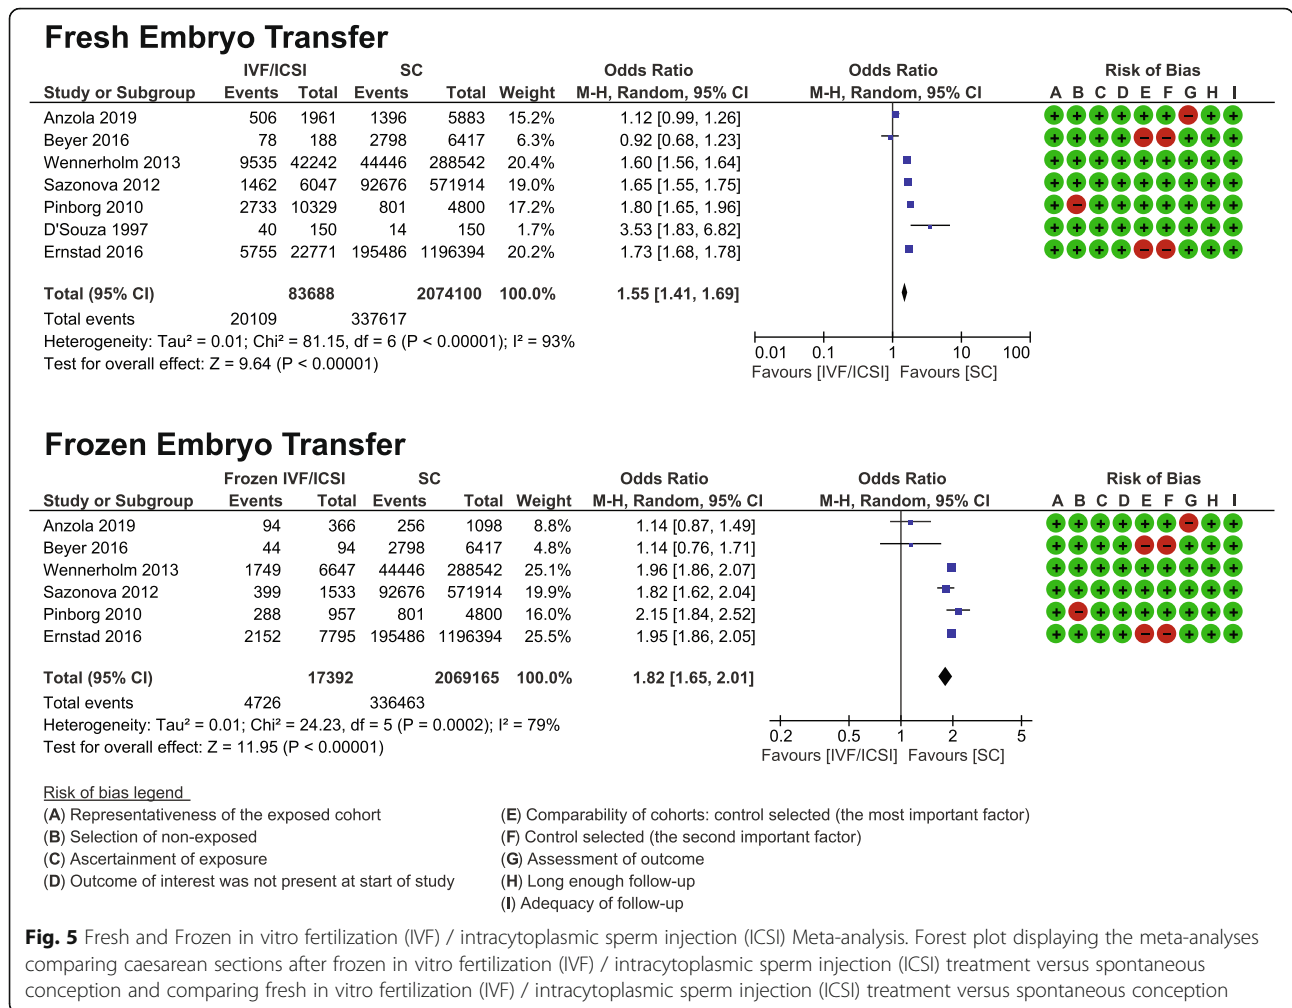 Fresh Embryo Transfer
IVF/ICSI SC Odds Ratio Odds Ratio Risk of Bias
Study or Subgroup Events Total Events Total Weight M-H, Random, 95% CI M-H, Random, 95% CI A B C D E F G H I
Anzola 2019 506 1961 1396 5883 15.2% 1.12 [0.99, 1.26] + + + + + + − + +
Beyer 2016 78 188 2798 6417 6.3% 0.92 [0.68, 1.23] + + + + − − + + +
Wennerholm 2013 9535 42242 44446 288542 20.4% 1.60 [1.56, 1.64] + + + + + + + + +
Sazonova 2012 1462 6047 92676 571914 19.0% 1.65 [1.55, 1.75] + + + + + + + + +
Pinborg 2010 2733 10329 801 4800 17.2% 1.80 [1.65, 1.96] + − + + + + + + +
D'Souza 1997 40 150 14 150 1.7% 3.53 [1.83, 6.82] + + + + + + + + +
Ernstad 2016 5755 22771 195486 1196394 20.2% 1.73 [1.68, 1.78] + + + + − − + + +
Total (95% CI) 83688 2074100 100.0% 1.55 [1.41, 1.69]
Total events 20109 337617
Heterogeneity: Tau² = 0.01; Chi² = 81.15, df = 6 (P < 0.00001); I² = 93%
Test for overall effect: Z = 9.64 (P < 0.00001)
0.01 0.1 1 10 100
Favours [IVF/ICSI] Favours [SC]
Frozen Embryo Transfer
Frozen IVF/ICSI SC Odds Ratio Odds Ratio Risk of Bias
Study or Subgroup Events Total Events Total Weight M-H, Random, 95% CI M-H, Random, 95% CI A B C D E F G H I
Anzola 2019 94 366 256 1098 8.8% 1.14 [0.87, 1.49] + + + + + + − + +
Beyer 2016 44 94 2798 6417 4.8% 1.14 [0.76, 1.71] + + + + − − + + +
Wennerholm 2013 1749 6647 44446 288542 25.1% 1.96 [1.86, 2.07] + + + + + + + + +
Sazonova 2012 399 1533 92676 571914 19.9% 1.82 [1.62, 2.04] + + + + + + + + +
Pinborg 2010 288 957 801 4800 16.0% 2.15 [1.84, 2.52] + − + + + + + + +
Ernstad 2016 2152 7795 195486 1196394 25.5% 1.95 [1.86, 2.05] + + + + − − + + +
Total (95% CI) 17392 2069165 100.0% 1.82 [1.65, 2.01]
Total events 4726 336463
Heterogeneity: Tau² = 0.01; Chi² = 24.23, df = 5 (P = 0.0002); I² = 79%
Test for overall effect: Z = 11.95 (P < 0.00001)
0.2 0.5 1 2 5
Favours [IVF/ICSI] Favours [SC]
Risk of bias legend
(A) Representativeness of the exposed cohort
(B) Selection of non-exposed
(C) Ascertainment of exposure
(D) Outcome of interest was not present at start of study
(E) Comparability of cohorts: control selected (the most important factor)
(F) Control selected (the second important factor)
(G) Assessment of outcome
(H) Long enough follow-up
(I) Adequacy of follow-up
Fig. 5 Fresh and Frozen in vitro fertilization (IVF) / intracytoplasmic sperm injection (ICSI) Meta-analysis. Forest plot displaying the meta-analyses
comparing caesarean sections after frozen in vitro fertilization (IVF) / intracytoplasmic sperm injection (ICSI) treatment versus spontaneous
conception and comparing fresh in vitro fertilization (IVF) / intracytoplasmic sperm injection (ICSI) treatment versus spontaneous conception